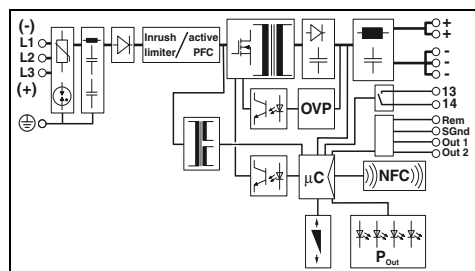 (-)
L1
L2
L3
(+)
Inrush limiter/
active PFC
OVP
µC
NFC
P Out
+
+
-
-
-
13
14
Rem
SGnd
Out 1
Out 2